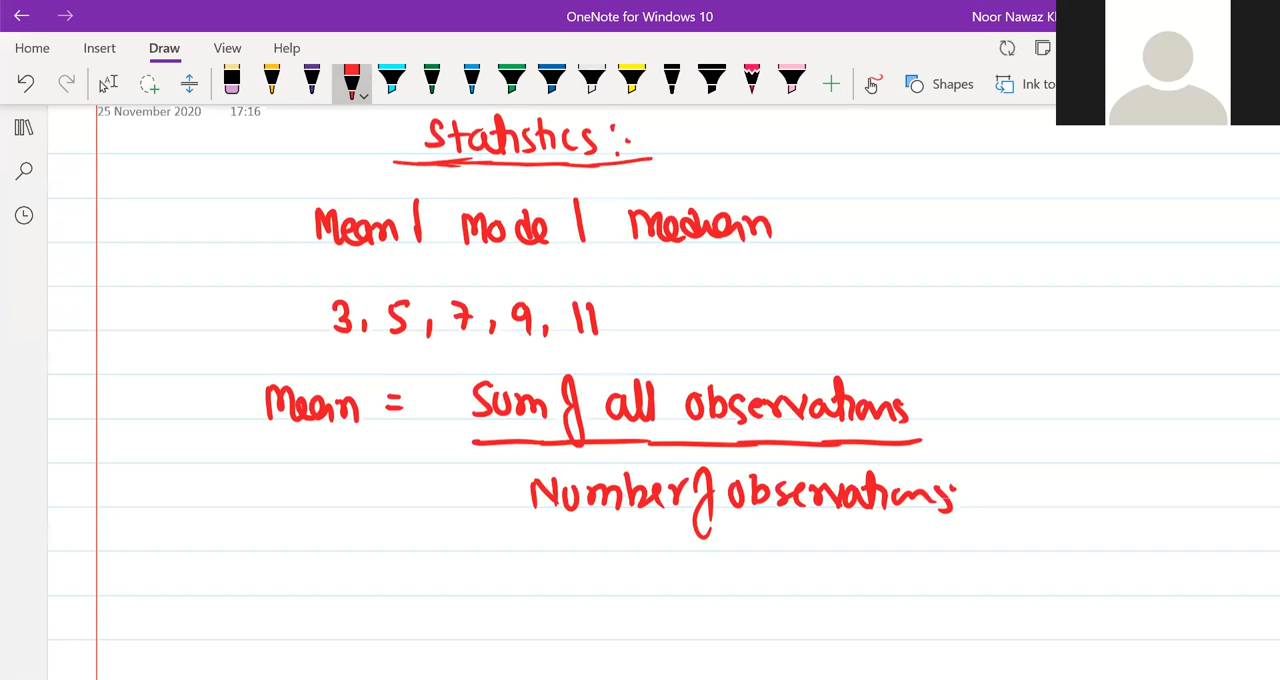 OneNote for Windows 10
Noor Nawaz Kh
Home Insert Draw View Help
Shapes Ink to
25 November 2020 17:16
Statistics :-
Mean | Mode | Median
3, 5, 7, 9, 11
Mean = Sum of all observations
Number of observations.